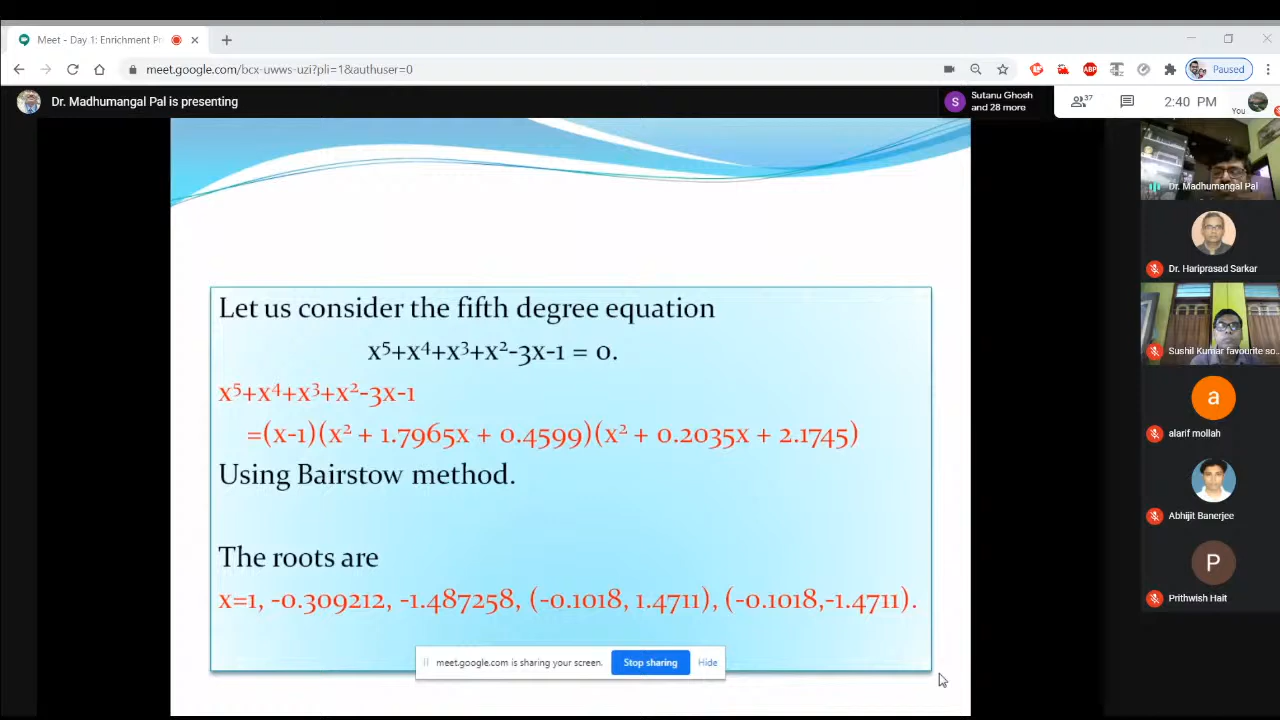 Meet - Day 1: Enrichment Pr
meet.google.com/bcx-uwws-uzi?pli=1&authuser=0
ABP
Paused
Dr. Madhumangal Pal is presenting
S
Sutanu Ghosh
and 28 more
37
2:40 PM
You
Dr. Madhumangal Pal
Dr. Hariprasad Sarkar
Sushil Kumar favourite so...
a
alarif mollah
Abhijit Banerjee
P
Prithwish Hait
Let us consider the fifth degree equation
x⁵+x⁴+x³+x²-3x-1 = 0.
x⁵+x⁴+x³+x²-3x-1
=(x-1)(x² + 1.7965x + 0.4599)(x² + 0.2035x + 2.1745)
Using Bairstow method.
The roots are
x=1, -0.309212, -1.487258, (-0.1018, 1.4711), (-0.1018,-1.4711).
meet.google.com is sharing your screen.
Stop sharing
Hide